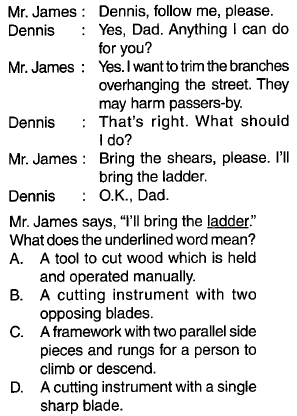 Mr. James : Dennis, follow me, please.
Dennis : Yes, Dad. Anything I can do
for you?
Mr. James : Yes. I want to trim the branches
overhanging the street. They
may harm passers-by.
Dennis : That's right. What should
I do?
Mr. James : Bring the shears, please. I'll
bring the ladder.
Dennis : O.K., Dad.
Mr. James says, “I'll bring the ladder.”
What does the underlined word mean?
A. A tool to cut wood which is held
and operated manually.
B. A cutting instrument with two
opposing blades.
C. A framework with two parallel side
pieces and rungs for a person to
climb or descend.
D. A cutting instrument with a single
sharp blade.